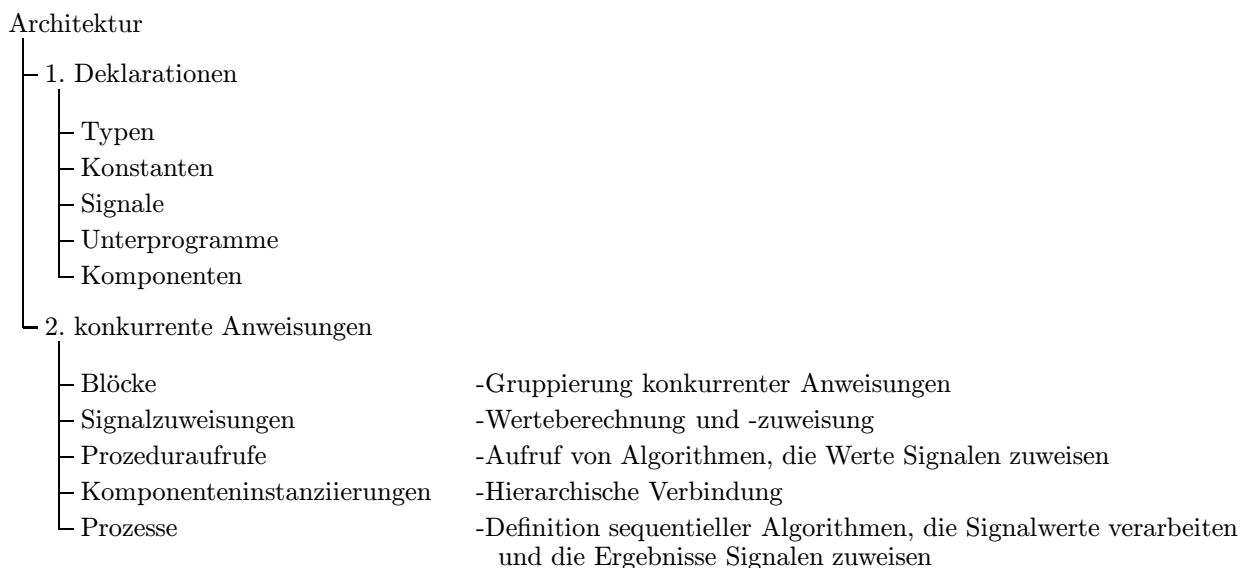 Architektur
1. Deklarationen
Typen
Konstanten
Signale
Unterprogramme
Komponenten
2. konkurrente Anweisungen
Blöcke -Gruppierung konkurrenter Anweisungen
Signalzuweisungen -Werteberechnung und -zuweisung
Prozeduraufrufe -Aufruf von Algorithmen, die Werte Signalen zuweisen
Komponenteninstanziierungen -Hierarchische Verbindung
Prozesse -Definition sequentieller Algorithmen, die Signalwerte verarbeiten
und die Ergebnisse Signalen zuweisen